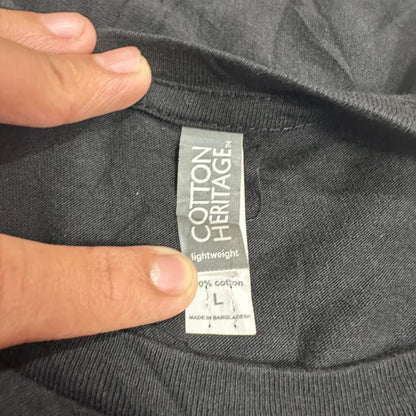 COTTON
HERITAGE™
lightweight
0% cotton
L
MADE IN BANGLADESH